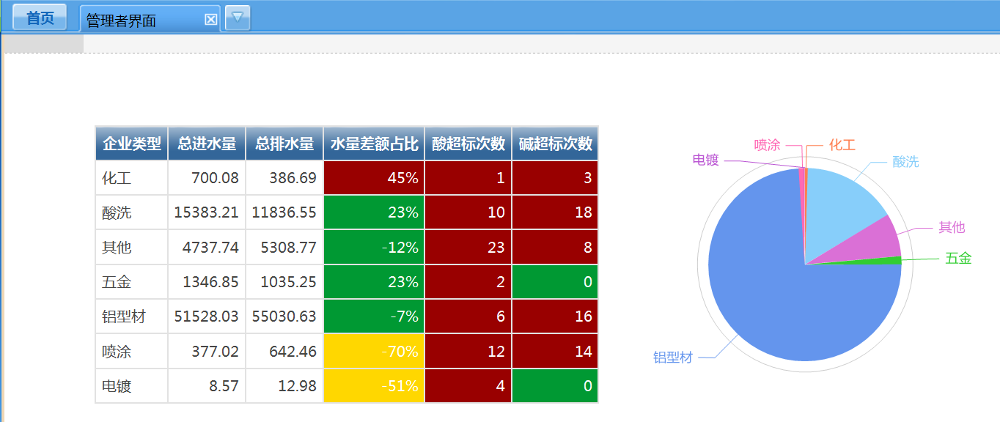 首页 管理者界面
企业类型 总进水量 总排水量 水量差额占比 酸超标次数 碱超标次数
化工 700.08 386.69 45% 1 3
酸洗 15383.21 11836.55 23% 10 18
其他 4737.74 5308.77 -12% 23 8
五金 1346.85 1035.25 23% 2 0
铝型材 51528.03 55030.63 -7% 6 16
喷涂 377.02 642.46 -70% 12 14
电镀 8.57 12.98 -51% 4 0
喷涂 化工
电镀 酸洗
其他
五金
铝型材